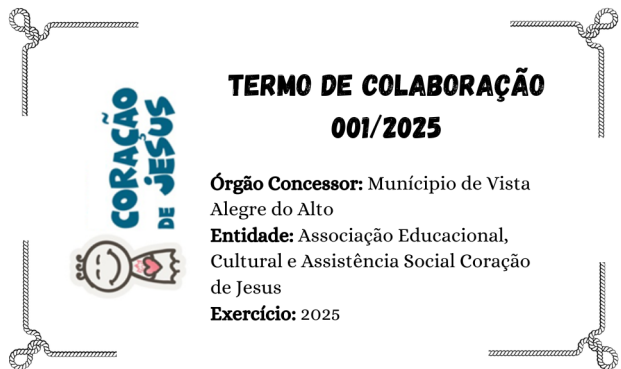 CORAÇÃO
DE JESUS
TERMO DE COLABORAÇÃO
001/2025
Órgão Concessor: Munícipio de Vista
Alegre do Alto
Entidade: Associação Educacional,
Cultural e Assistência Social Coração
de Jesus
Exercício: 2025